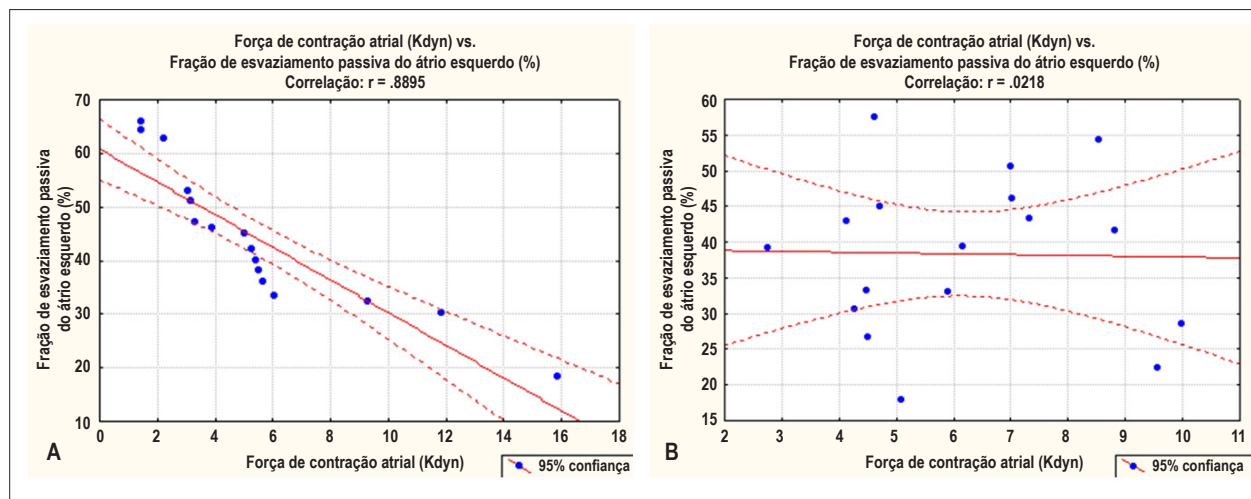 Força de contração atrial (Kdyn) vs.
Fração de esvaziamento passiva do átrio esquerdo (%)
Correlação: r = .8895
Fração de esvaziamento passiva
do átrio esquerdo (%)
70
60
50
40
30
20
10
0
2
4
6
8
10
12
14
16
18
A
Força de contração atrial (Kdyn)
95% confiança
Força de contração atrial (Kdyn) vs.
Fração de esvaziamento passiva do átrio esquerdo (%)
Correlação: r = .0218
Fração de esvaziamento passiva
do átrio esquerdo (%)
60
55
50
45
40
35
30
25
20
15
2
3
4
5
6
7
8
9
10
11
B
Força de contração atrial (Kdyn)
95% confiança